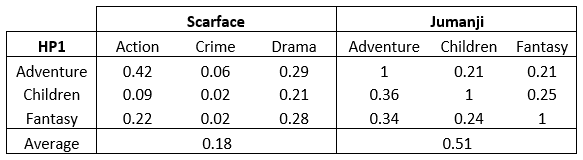 Scarface Jumanji
HP1 Action Crime Drama Adventure Children Fantasy
Adventure 0.42 0.06 0.29 1 0.21 0.21
Children 0.09 0.02 0.21 0.36 1 0.25
Fantasy 0.22 0.02 0.28 0.34 0.24 1
Average 0.18 0.51